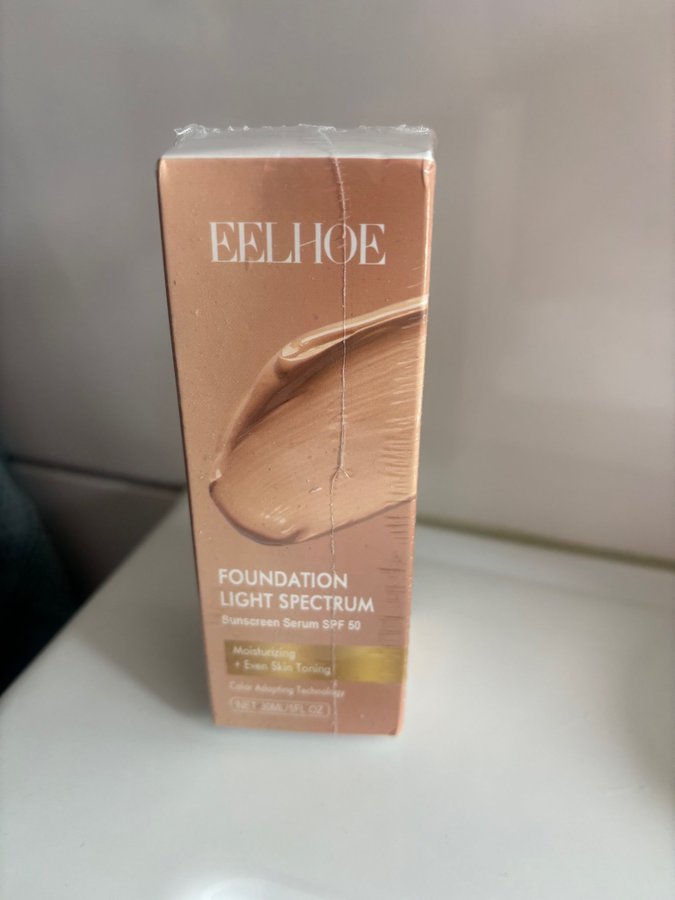 EELHOE
FOUNDATION
LIGHT SPECTRUM
Sunscreen Serum SPF 50
Moisturizing
+ Even Skin Toning
Color Adapting Technology
NET 30ML/1FL OZ